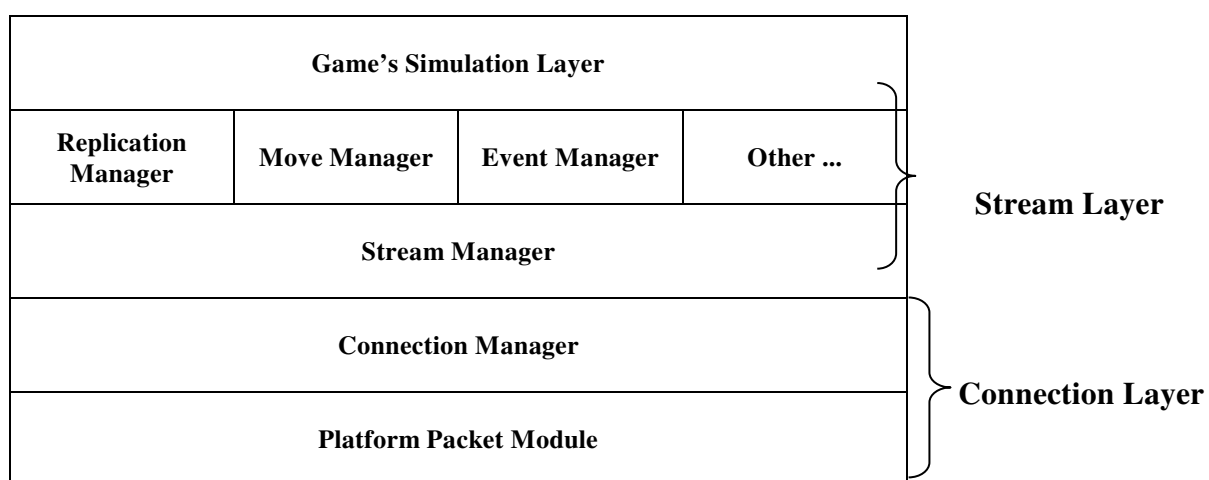 Game’s Simulation Layer
Replication
Manager
Move Manager
Event Manager
Other ...
Stream Layer
Stream Manager
Connection Manager
Connection Layer
Platform Packet Module